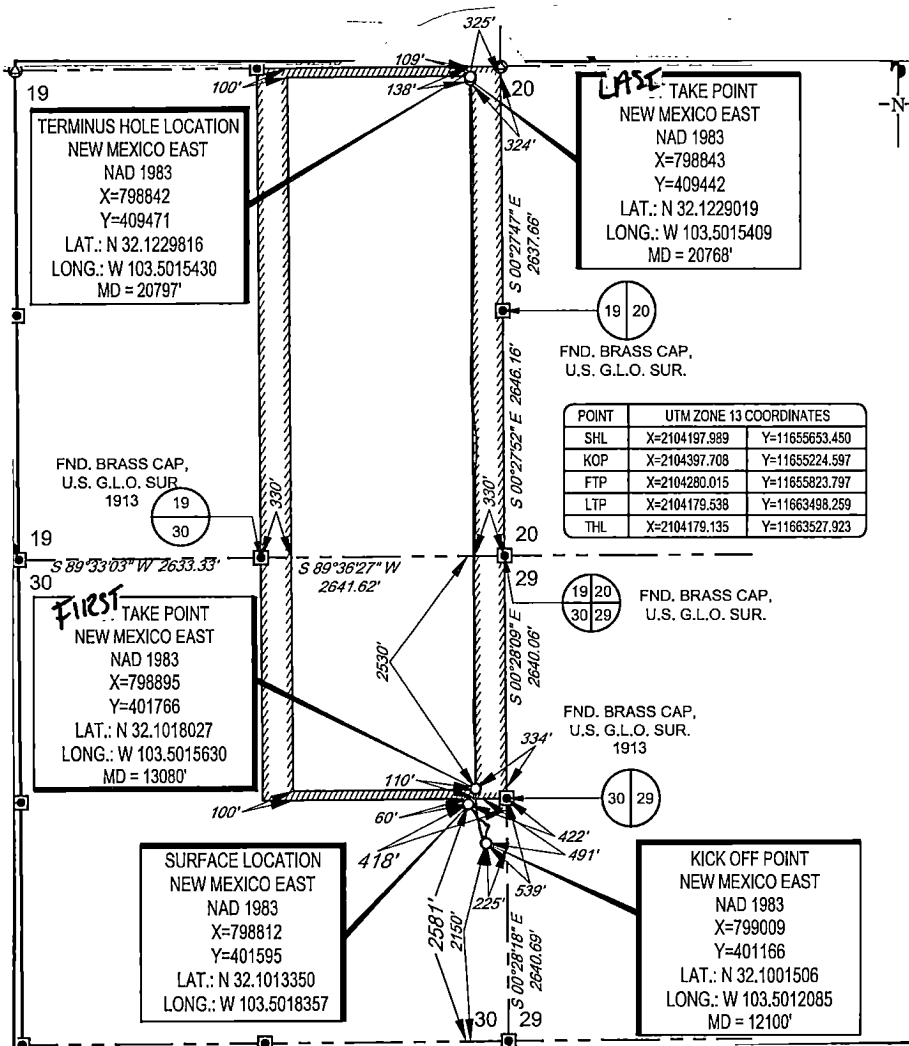 325'
109'
100'
138'
19
20
-N-
324'
TERMINUS HOLE LOCATION
NEW MEXICO EAST
NAD 1983
X=798842
Y=409471
LAT.: N 32.1229816
LONG.: W 103.5015430
MD = 20797'
LAST TAKE POINT
NEW MEXICO EAST
NAD 1983
X=798843
Y=409442
LAT.: N 32.1229019
LONG.: W 103.5015409
MD = 20768'
S 00°27'47" E
2637.66'
19 20
FND. BRASS CAP,
U.S. G.L.O. SUR.
S 00°27'52" E 2646.16'
POINT UTM ZONE 13 COORDINATES
SHL X=2104197.989 Y=11655653.450
KOP X=2104397.708 Y=11655224.597
FTP X=2104280.015 Y=11655823.797
LTP X=2104179.538 Y=11663498.259
THL X=2104179.135 Y=11663527.923
FND. BRASS CAP,
U.S. G.L.O. SUR
1913
19
30
330'
330'
19
20
S 89°33'03" W 2633.33'
S 89°36'27" W
2641.62'
30
29
19 20
30 29
FND. BRASS CAP,
U.S. G.L.O. SUR.
FIRST TAKE POINT
NEW MEXICO EAST
NAD 1983
X=798895
Y=401766
LAT.: N 32.1018027
LONG.: W 103.5015630
MD = 13080'
2530'
S 00°28'09" E
2640.06'
FND. BRASS CAP,
U.S. G.L.O. SUR.
1913
30 29
334'
110'
100'
60'
418'
422'
491'
539'
225'
SURFACE LOCATION
NEW MEXICO EAST
NAD 1983
X=798812
Y=401595
LAT.: N 32.1013350
LONG.: W 103.5018357
2581'
2150'
S 00°28'18" E
2640.69'
KICK OFF POINT
NEW MEXICO EAST
NAD 1983
X=799009
Y=401166
LAT.: N 32.1001506
LONG.: W 103.5012085
MD = 12100'
30
29